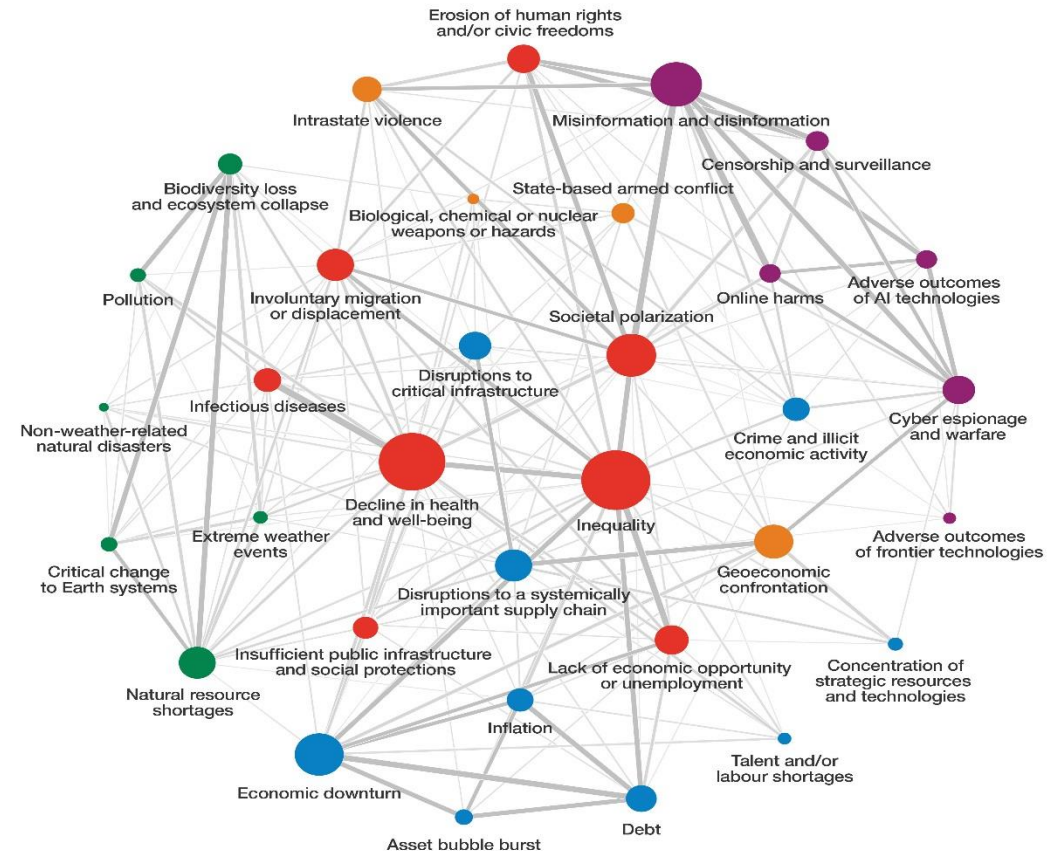 Erosion of human rights
and/or civic freedoms
Intrastate violence
Misinformation and disinformation
Censorship and surveillance
Biodiversity loss
and ecosystem collapse
State-based armed conflict
Biological, chemical or nuclear
weapons or hazards
Pollution
Involuntary migration
or displacement
Online harms
Adverse outcomes
of AI technologies
Societal polarization
Disruptions to
critical infrastructure
Infectious diseases
Non-weather-related
natural disasters
Crime and illicit
economic activity
Cyber espionage
and warfare
Decline in health
and well-being
Inequality
Extreme weather
events
Adverse outcomes
of frontier technologies
Critical change
to Earth systems
Geoeconomic
confrontation
Disruptions to a systemically
important supply chain
Insufficient public infrastructure
and social protections
Lack of economic opportunity
or unemployment
Concentration of
strategic resources
and technologies
Natural resource
shortages
Inflation
Talent and/or
labour shortages
Economic downturn
Debt
Asset bubble burst